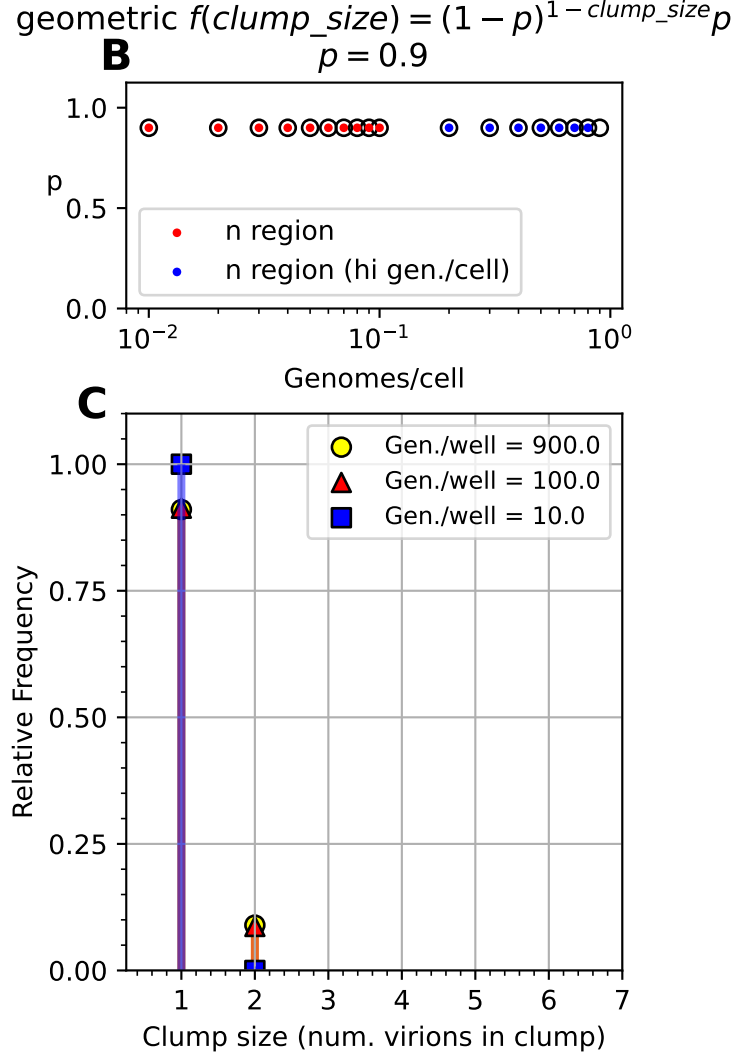 geometric f(clump_size) = (1 − p)^{1 − clump_size}p
B
p = 0.9
1.0
p
0.5
n region
n region (hi gen./cell)
0.0
10^{−2} 10^{−1} 10^{0}
Genomes/cell
C
Gen./well = 900.0
1.00
Gen./well = 100.0
Gen./well = 10.0
0.75
Relative Frequency
0.50
0.25
0.00
1 2 3 4 5 6 7
Clump size (num. virions in clump)